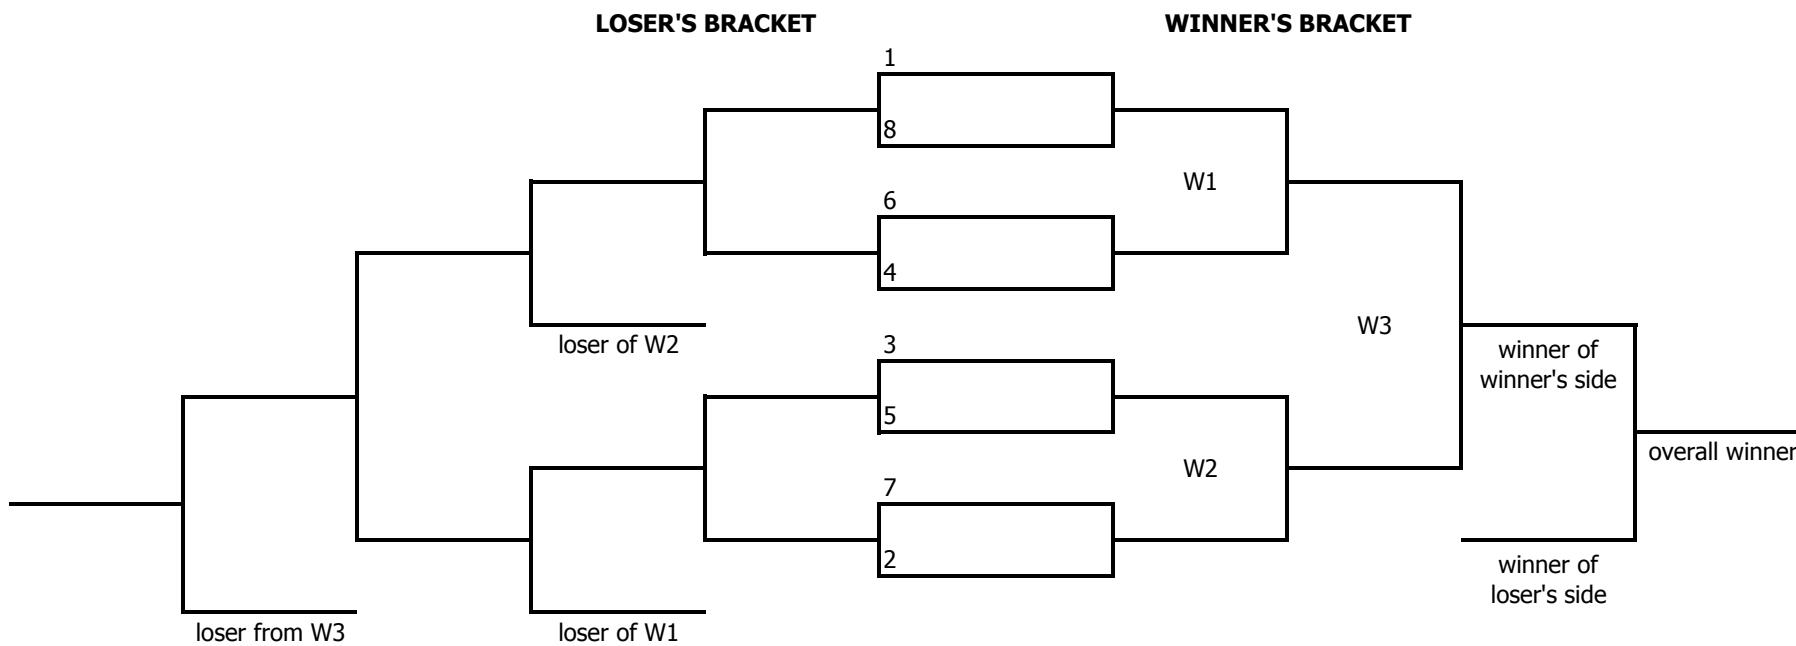 LOSER'S BRACKET
WINNER'S BRACKET
1
8
W1
6
4
loser of W2
3
W3
winner of
winner's side
5
overall winner
7
W2
2
winner of
loser's side
loser from W3
loser of W1